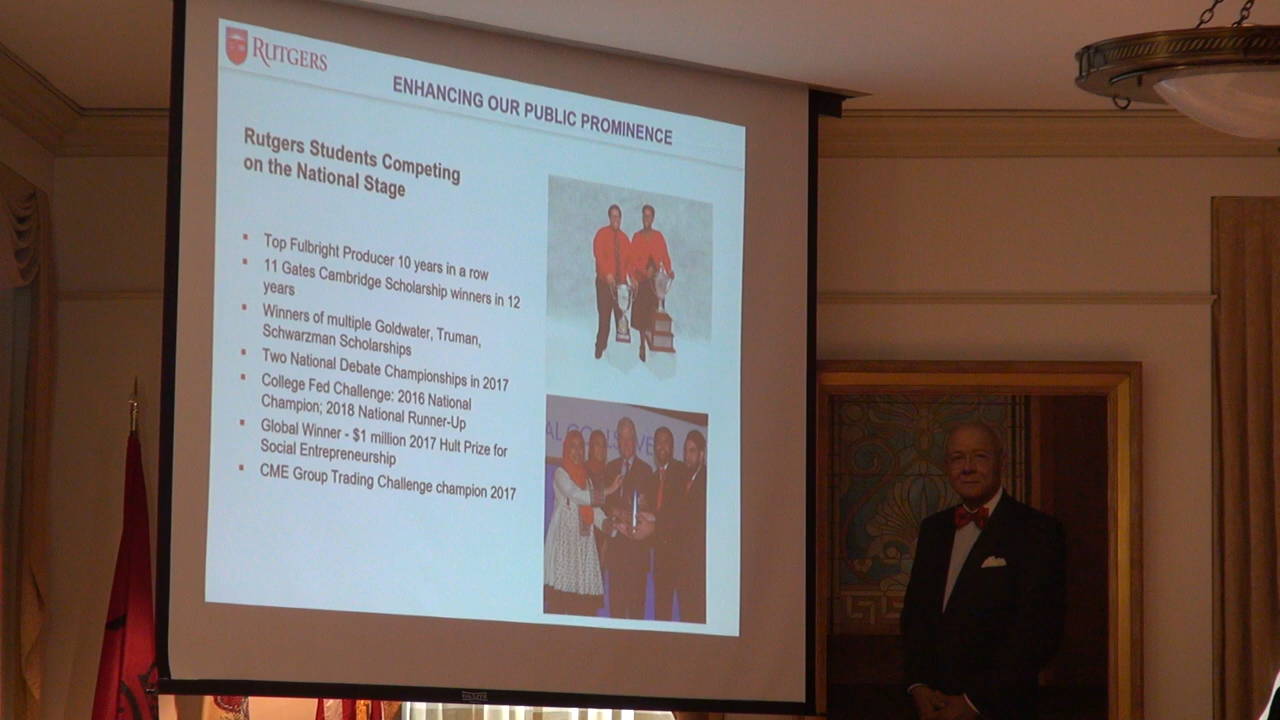 RUTGERS
ENHANCING OUR PUBLIC PROMINENCE
Rutgers Students Competing
on the National Stage
▪ Top Fulbright Producer 10 years in a row
▪ 11 Gates Cambridge Scholarship winners in 12
years
▪ Winners of multiple Goldwater, Truman,
Schwarzman Scholarships
▪ Two National Debate Championships in 2017
▪ College Fed Challenge: 2016 National
Champion; 2018 National Runner-Up
▪ Global Winner - $1 million 2017 Hult Prize for
Social Entrepreneurship
▪ CME Group Trading Challenge champion 2017